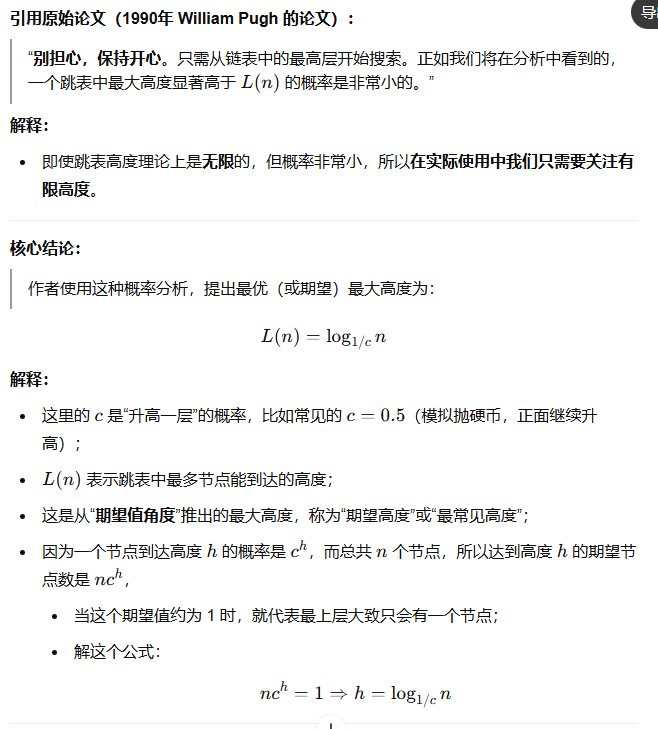 引用原始论文（1990年 William Pugh 的论文）：
导
“别担心，保持开心。只需从链表中的最高层开始搜索。正如我们将在分析中看到的，
一个跳表中最大高度显著高于 L(n) 的概率是非常小的。”
解释：
• 即使跳表高度理论上是无限的，但概率非常小，所以在实际使用中我们只需要关注有
限高度。
核心结论：
作者使用这种概率分析，提出最优（或期望）最大高度为：
L(n) = log_{1/c} n
解释：
• 这里的 c 是“升高一层”的概率，比如常见的 c = 0.5（模拟抛硬币，正面继续升
高）；
• L(n) 表示跳表中最多节点能到达的高度；
• 这是从“期望值角度”推出的最大高度，称为“期望高度”或“最常见高度”；
• 因为一个节点到达高度 h 的概率是 c^h，而总共 n 个节点，所以达到高度 h 的期望节
点数是 nc^h，
• 当这个期望值约为 1 时，就代表最上层大致只会有一个节点；
• 解这个公式：
nc^h = 1 ⇒ h = log_{1/c} n